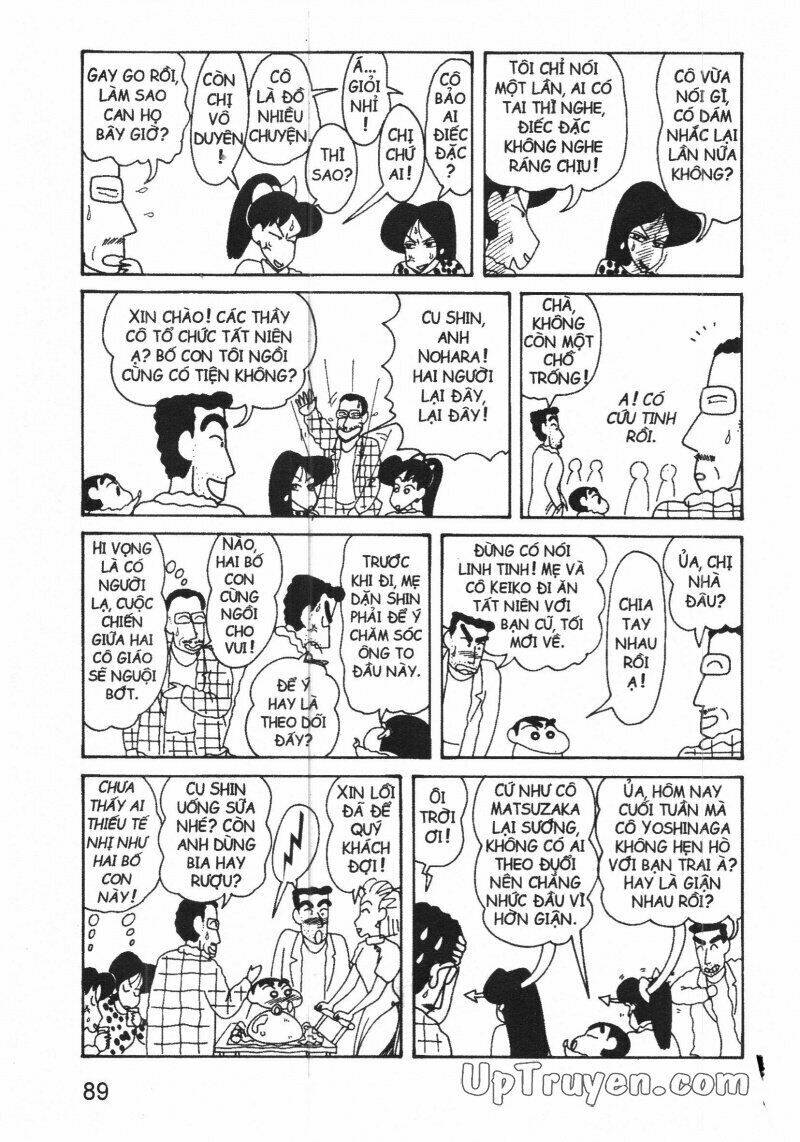 CÔ VỪA
NÓI GÌ,
CÓ DÁM
NHẮC LẠI
LẦN NỮA
KHÔNG?
TÔI CHỈ NÓI
MỘT LẦN, AI CÓ
TAI THÌ NGHE,
ĐIẾC ĐẶC
KHÔNG NGHE
RÁNG CHỊU!
CÔ
BẢO
AI
ĐIẾC
ĐẶC
?
CHỊ
CHỨ
AI!
Á...
GIỎI
NHỈ
!
THÌ
SAO?
CÔ
LÀ ĐỒ
NHIỀU
CHUYỆN.
CÒN
CHỊ
VÔ
DUYÊN
!
GAY GO RỒI,
LÀM SAO
CAN HỌ
BÂY GIỜ?
CHÀ,
KHÔNG
CÒN MỘT
CHỖ
TRỐNG!
A! CÓ
CỨU TINH
RỒI.
CU SHIN,
ANH
NOHARA!
HAI NGƯỜI
LẠI ĐÂY,
LẠI ĐÂY!
XIN CHÀO! CÁC THẦY
CÔ TỔ CHỨC TẤT NIÊN
Ạ? BỐ CON TÔI NGỒI
CÙNG CÓ TIỆN KHÔNG?
ỦA, CHỊ
NHÀ
ĐÂU?
CHIA
TAY
NHAU
RỒI
Ạ!
ĐỪNG CÓ NÓI
LINH TINH! MẸ VÀ
CÔ KEIKO ĐI ĂN
TẤT NIÊN VỚI
BẠN CŨ, TỐI
MỚI VỀ.
TRƯỚC
KHI ĐI, MẸ
DẶN SHIN
PHẢI ĐỂ Ý
CHĂM SÓC
ÔNG TO
ĐẦU NÀY.
ĐỂ Ý
HAY LÀ
THEO DÕI
ĐẤY?
NÀO,
HAI BỐ
CON
CÙNG
NGỒI
CHO
VUI!
HI VỌNG
LÀ CÓ
NGƯỜI
LẠ, CUỘC
CHIẾN
GIỮA HAI
CÔ GIÁO
SẼ NGUỘI
BỚT.
ỦA, HÔM NAY
CUỐI TUẦN MÀ
CÔ YOSHINAGA
KHÔNG HẸN HÒ
VỚI BẠN TRAI À?
HAY LÀ GIẬN
NHAU RỒI?
CỨ NHƯ CÔ
MATSUZAKA
LẠI SƯỚNG,
KHÔNG CÓ AI
THEO ĐUỔI
NÊN CHẲNG
NHỨC ĐẦU VÌ
HỜN GIẬN.
ÔI
TRỜI
ƠI!
XIN LỖI
ĐÃ ĐỂ
QUÝ
KHÁCH
ĐỢI!
CU SHIN
UỐNG SỮA
NHÉ? CÒN
ANH DÙNG
BIA HAY
RƯỢU?
CHƯA
THẤY AI
THIẾU TẾ
NHỊ NHƯ
HAI BỐ
CON
NÀY!
89
UpTruyen.com